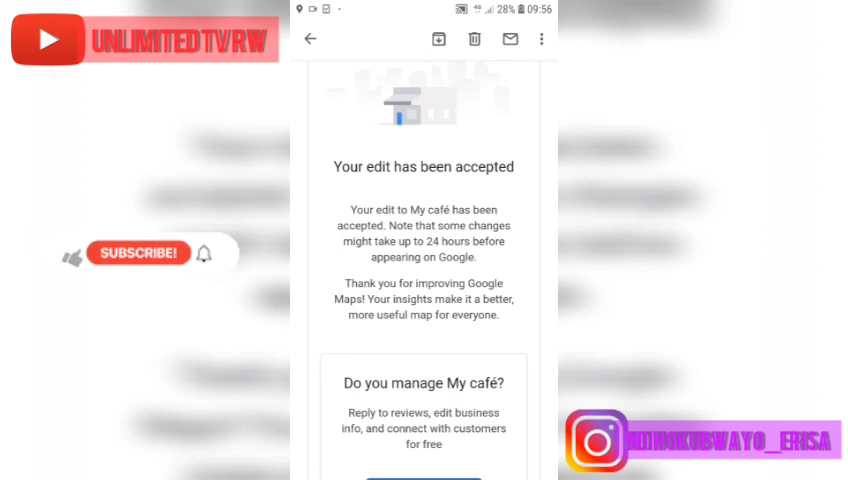 28% 09:56
UNLIMITEDTVRW
Your edit has been accepted
Your edit to My café has been
accepted. Note that some changes
might take up to 24 hours before
appearing on Google.
SUBSCRIBE!
Thank you for improving Google
Maps! Your insights make it a better,
more useful map for everyone.
Do you manage My café?
Reply to reviews, edit business
info, and connect with customers
for free